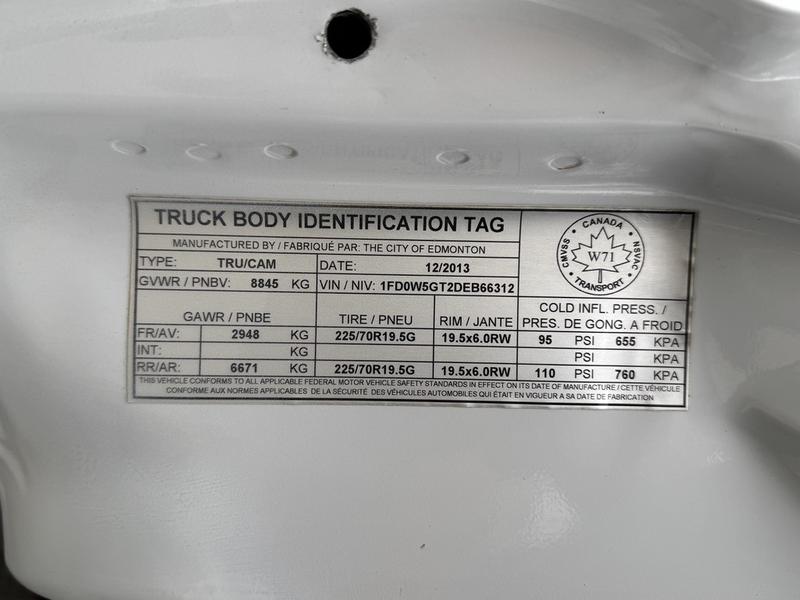 TRUCK BODY IDENTIFICATION TAG
MANUFACTURED BY / FABRIQUÉ PAR: THE CITY OF EDMONTON
CANADA
CMVSS
W71
NSVAC
TRANSPORT
TYPE: TRU/CAM DATE: 12/2013
GVWR / PNBV: 8845 KG VIN / NIV: 1FD0W5GT2DEB66312
GAWR / PNBE TIRE / PNEU RIM / JANTE COLD INFL. PRESS. /
PRES. DE GONG. A FROID
FR/AV: 2948 KG 225/70R19.5G 19.5x6.0RW 95 PSI 655 KPA
INT: KG PSI KPA
RR/AR: 6671 KG 225/70R19.5G 19.5x6.0RW 110 PSI 760 KPA
THIS VEHICLE CONFORMS TO ALL APPLICABLE FEDERAL MOTOR VEHICLE SAFETY STANDARDS IN EFFECT ON ITS DATE OF MANUFACTURE / CETTE VÉHICULE
CONFORME AUX NORMES APPLICABLES DE LA SÉCURITÉ DES VÉHICULES AUTOMOBILES QUI ÉTAIT EN VIGUEUR A SA DATE DE FABRICATION